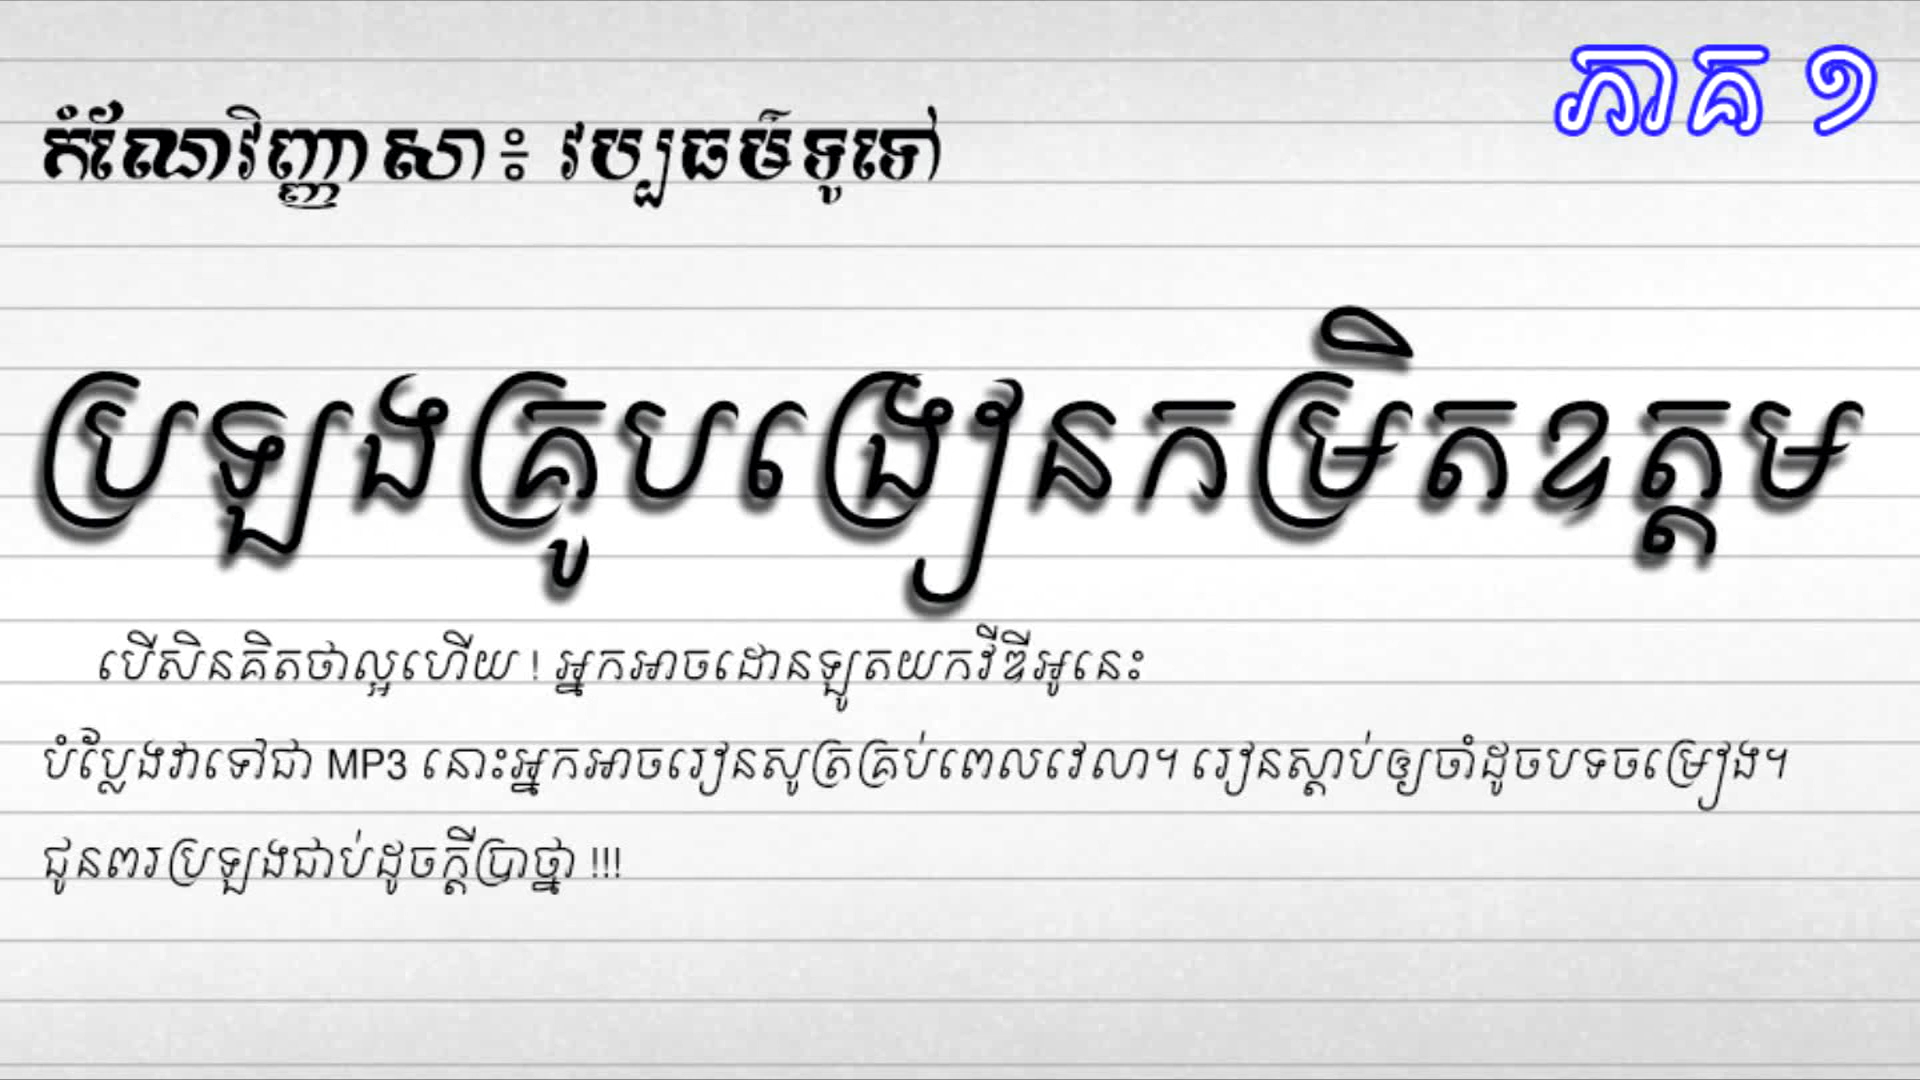 ភាគ ១
កំណែវិញ្ញាសា៖ វប្បធម៌ទូទៅ
ប្រឡងគ្រូបង្រៀនកម្រិតឧត្តម
បើសិនគិតថាល្អហើយ ! អ្នកអាចដោនឡូតយកវីឌីអូនេះ
បំប្លែងវាទៅជា MP3 នោះអ្នកអាចរៀនសូត្រគ្រប់ពេលវេលា។ រៀនស្តាប់ឲ្យចាំដូចបទចម្រៀង។
ជូនពរប្រឡងជាប់ដូចក្តីប្រាថ្នា !!!